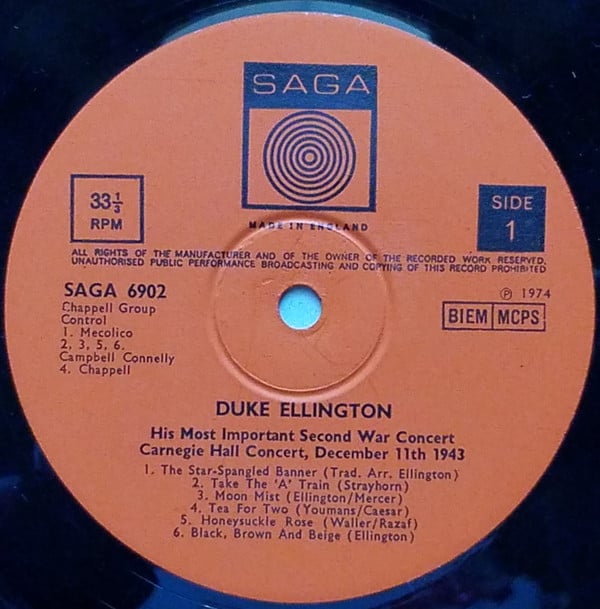 SAGA
33⅓
RPM
SIDE
1
MADE IN ENGLAND
ALL RIGHTS OF THE MANUFACTURER AND OF THE OWNER OF THE RECORDED WORK RESERVED.
UNAUTHORISED PUBLIC PERFORMANCE BROADCASTING AND COPYING OF THIS RECORD PROHIBITED
SAGA 6902
Chappell Group
Control
1. Mecolico
2, 3, 5, 6.
Campbell Connelly
4. Chappell
℗ 1974
BIEM MCPS
DUKE ELLINGTON
His Most Important Second War Concert
Carnegie Hall Concert, December 11th 1943
1. The Star-Spangled Banner (Trad. Arr. Ellington)
2. Take The 'A' Train (Strayhorn)
3. Moon Mist (Ellington/Mercer)
4. Tea For Two (Youmans/Caesar)
5. Honeysuckle Rose (Waller/Razaf)
6. Black, Brown And Beige (Ellington)